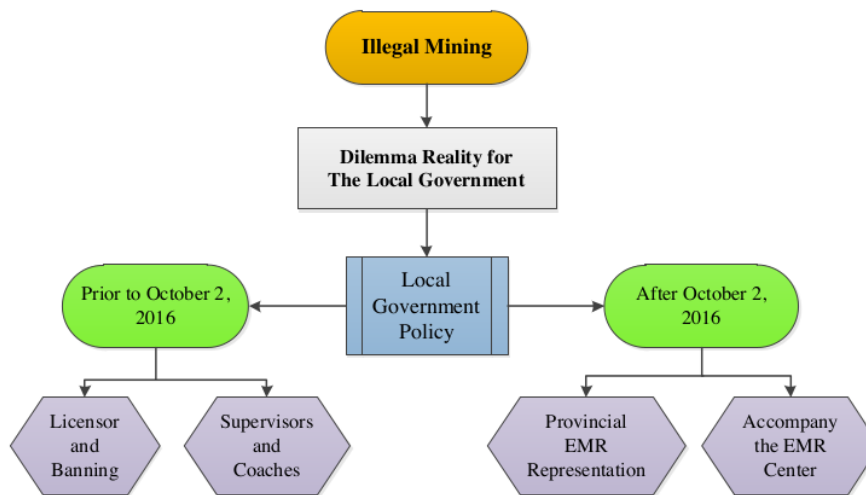 Illegal Mining
Dilemma Reality for
The Local Government
Local
Government
Policy
Prior to October 2,
2016
After October 2,
2016
Licensor
and
Banning
Supervisors
and
Coaches
Provincial
EMR
Representation
Accompany
the EMR
Center